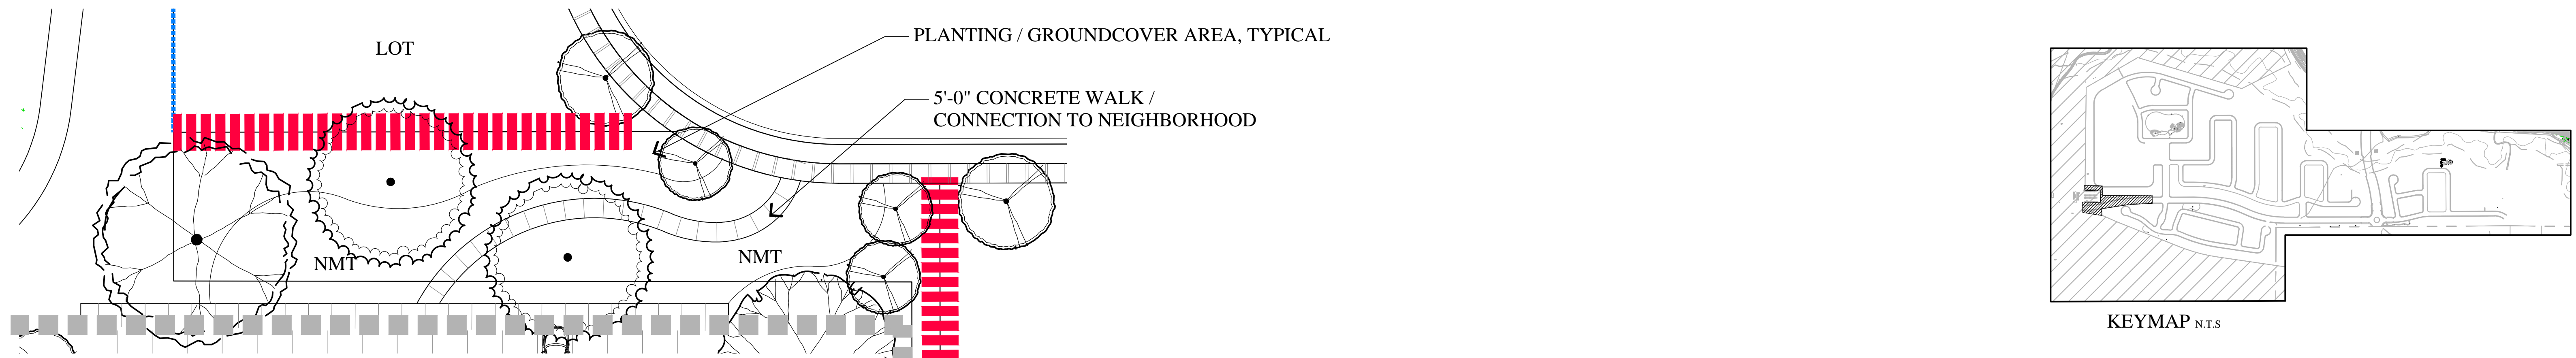 LOT
PLANTING / GROUNDCOVER AREA, TYPICAL
5'-0" CONCRETE WALK /
CONNECTION TO NEIGHBORHOOD
NMT
NMT
KEYMAP N.T.S